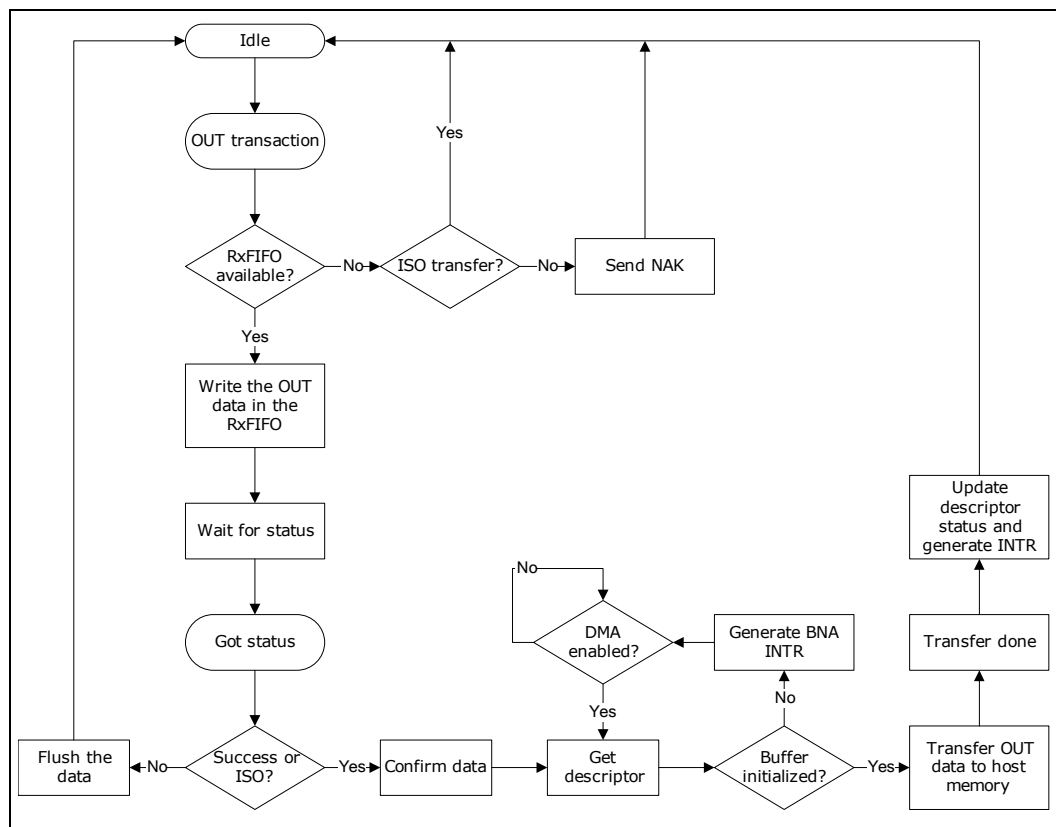 Idle
OUT transaction
Yes
RxFIFO
available?
No
ISO transfer?
No
Send NAK
Yes
Write the OUT
data in the
RxFIFO
Wait for status
Update
descriptor
status and
generate INTR
No
Got status
DMA
enabled?
Generate BNA
INTR
Transfer done
Yes
No
Flush the
data
No
Success or
ISO?
Yes
Confirm data
Get
descriptor
Buffer
initialized?
Yes
Transfer OUT
data to host
memory